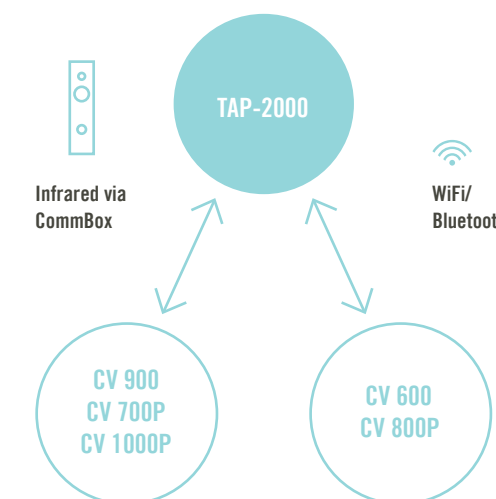 TAP-2000
Infrared via
CommBox
WiFi/
Bluetoot
CV 900
CV 700P
CV 1000P
CV 600
CV 800P